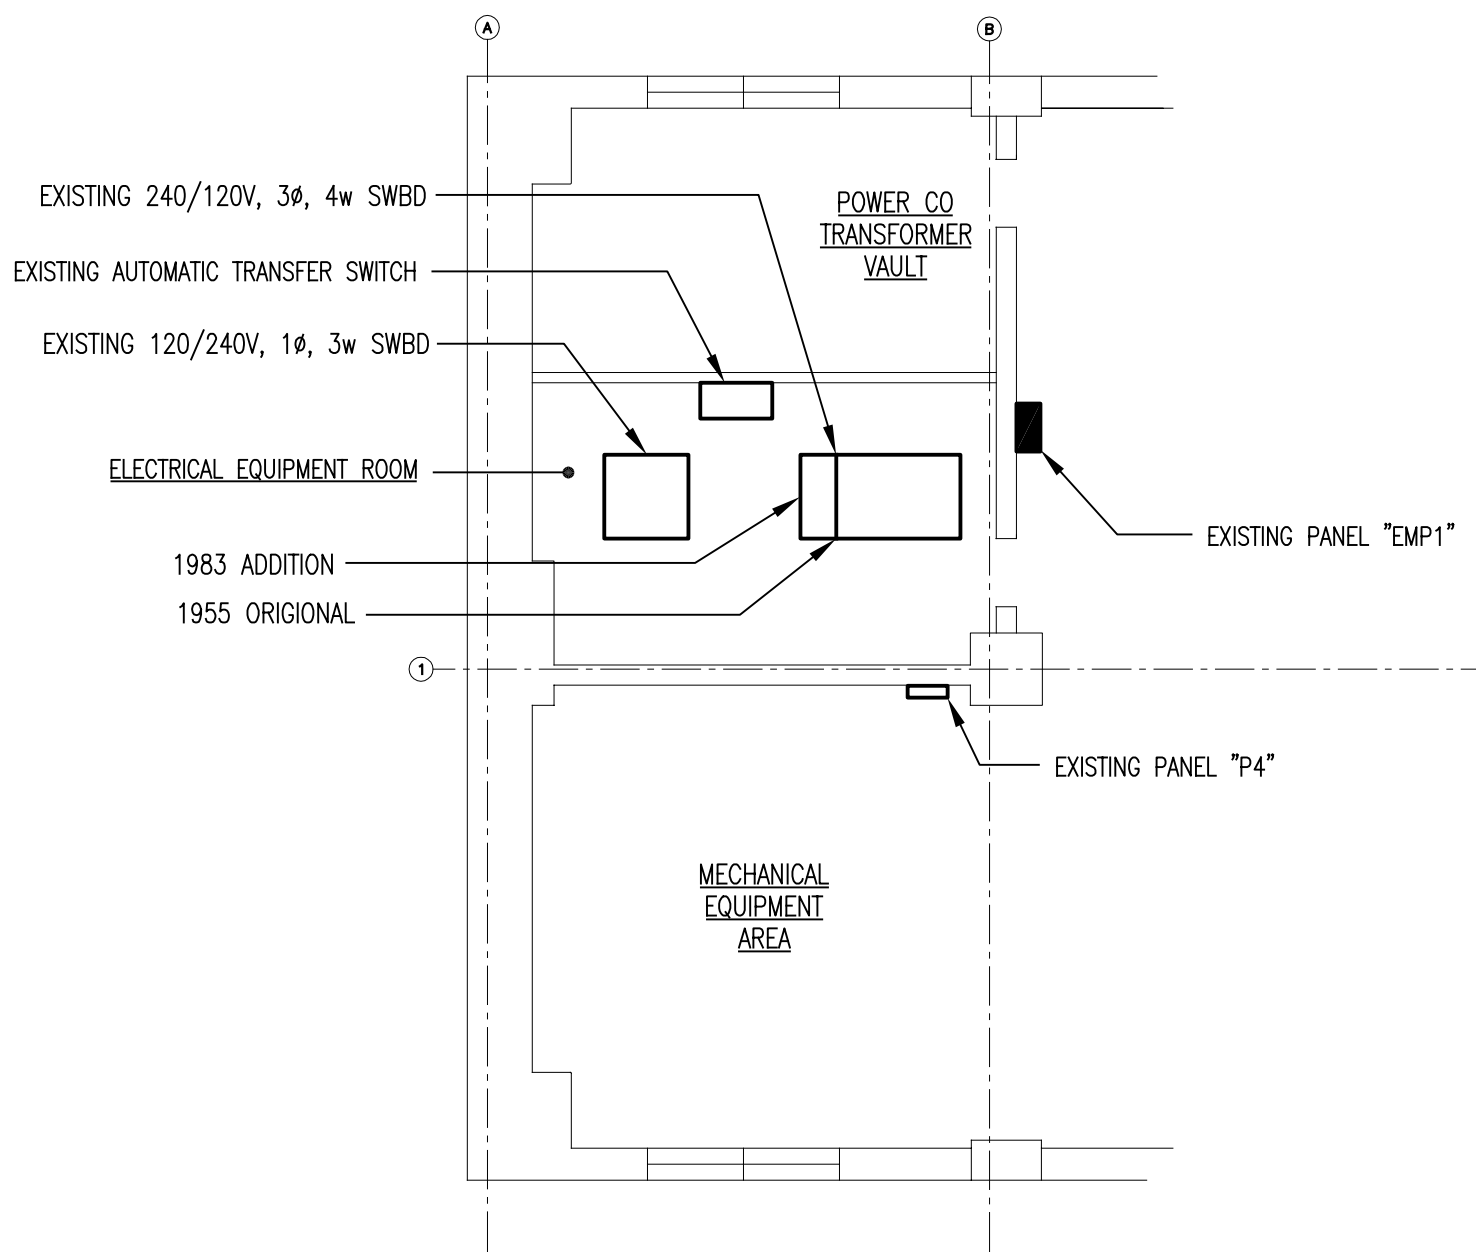 A
B
EXISTING 240/120V, 3ø, 4w SWBD
POWER CO
TRANSFORMER
VAULT
EXISTING AUTOMATIC TRANSFER SWITCH
EXISTING 120/240V, 1ø, 3w SWBD
ELECTRICAL EQUIPMENT ROOM
EXISTING PANEL "EMP1"
1983 ADDITION
1955 ORIGIONAL
1
EXISTING PANEL "P4"
MECHANICAL
EQUIPMENT
AREA